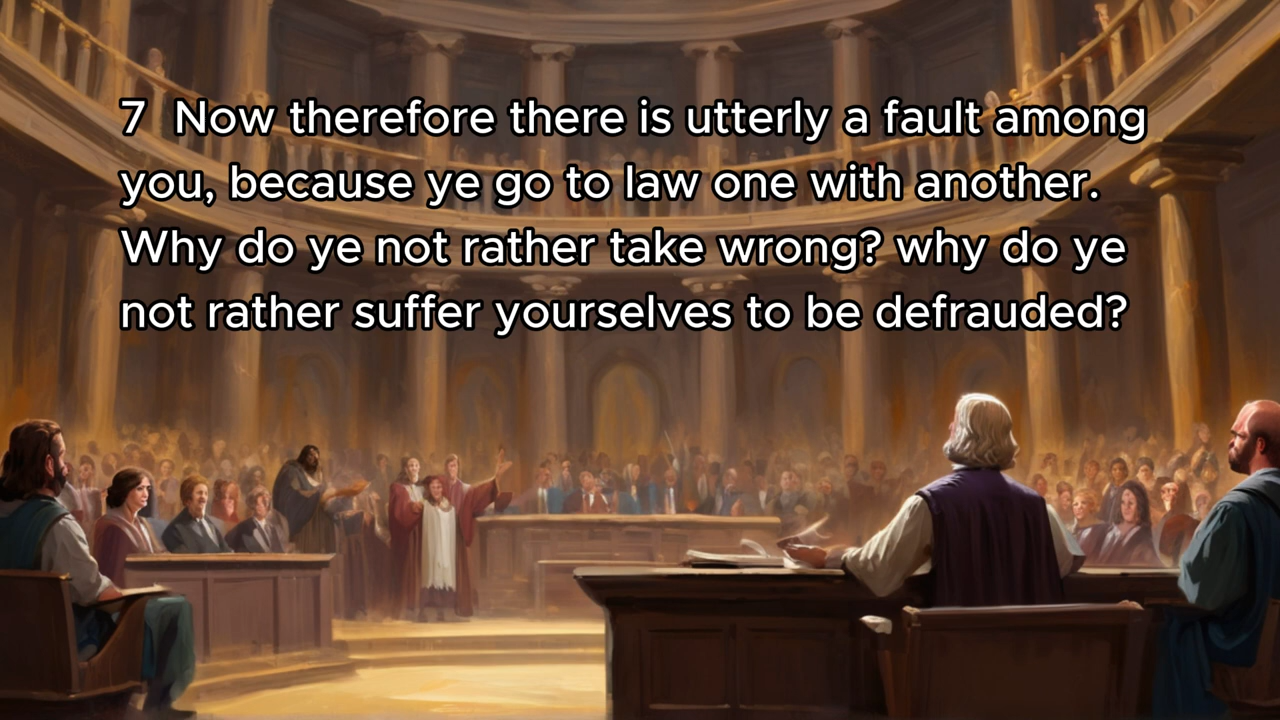 7 Now therefore there is utterly a fault among
you, because ye go to law one with another.
Why do ye not rather take wrong? why do ye
not rather suffer yourselves to be defrauded?